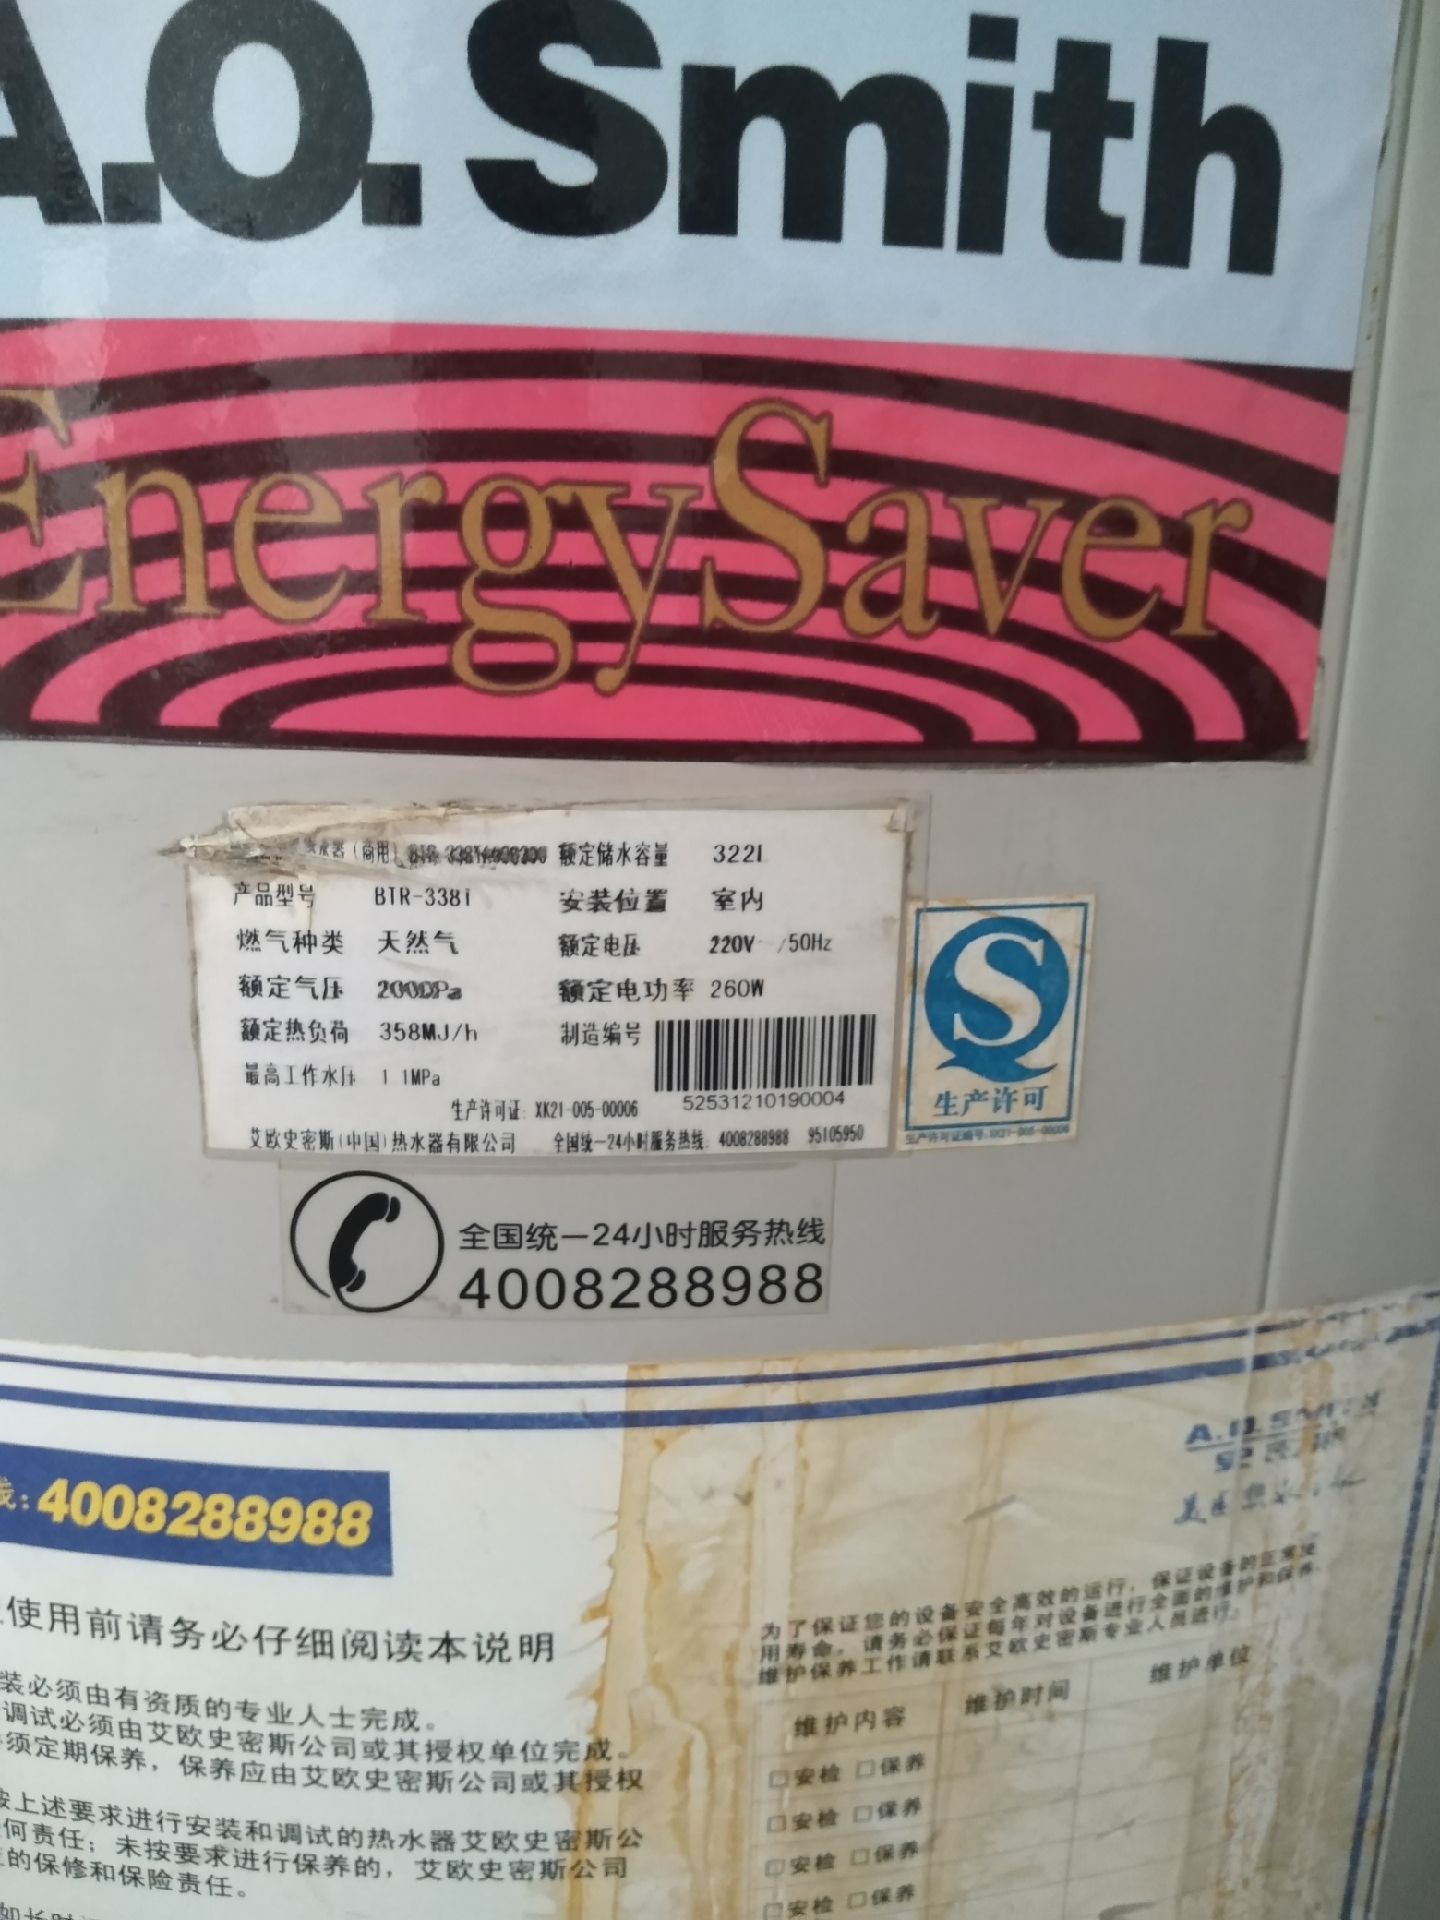 A.O. Smith
EnergySaver
热水器(商用)
额定储水容量 322L
产品型号 BTR-338i
安装位置 室内
燃气种类 天然气
额定电压 220V /50Hz
额定气压 2000Pa
额定电功率 260W
额定热负荷 358MJ/h
制造编号
52531210190004
最高工作水压 1 1MPa
生产许可证: XK21-005-00006
艾欧史密斯(中国)热水器有限公司 全国统一24小时服务热线: 4008288988 95105950
S
生产许可
生产许可证编号:XK21-005-00006
全国统一24小时服务热线
4008288988
线:4008288988
使用前请务必仔细阅读本说明
装必须由有资质的专业人士完成。
调试必须由艾欧史密斯公司或其授权单位完成。
须定期保养,保养应由艾欧史密斯公司或其授权
按上述要求进行安装和调试的热水器艾欧史密斯公
何责任;未按要求进行保养的,艾欧史密斯公司
的保修和保险责任。
A.O.Smith
为了保证您的设备安全高效的运行,保证设备的正常使
用寿命。请务必保证每年对设备进行全面的维护和保养.
维护保养工作请联系艾欧史密斯专业人员进行。
维护内容 维护时间 维护单位
□安检 □保养
□安检 □保养
□安检 □保养
□安检 □保养